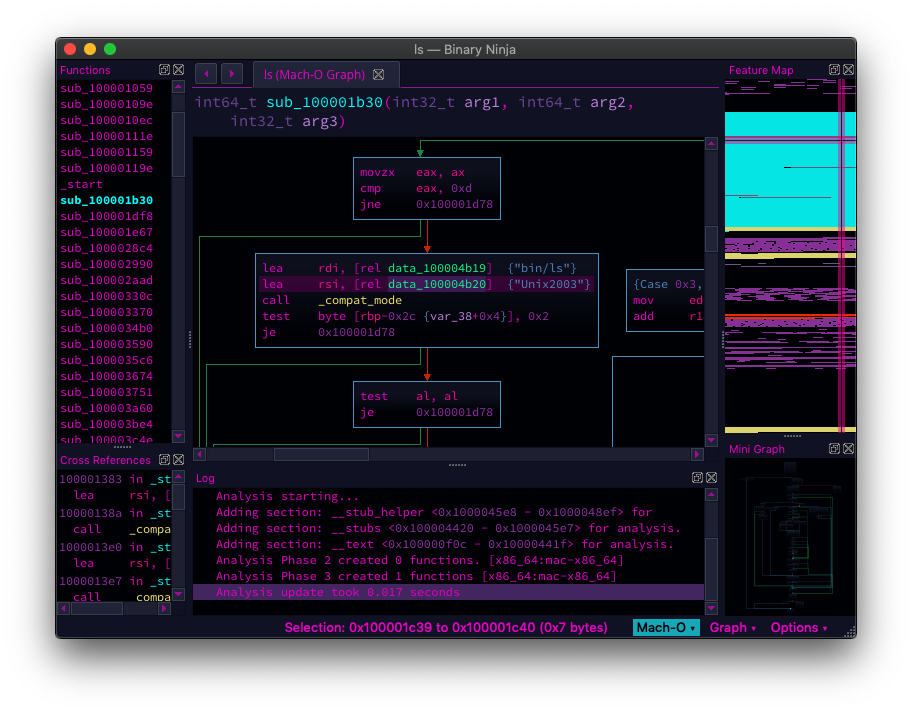 ls — Binary Ninja
Functions
sub_100001059
sub_10000109e
sub_1000010ec
sub_10000111e
sub_100001159
sub_10000119e
_start
sub_100001b30
sub_100001df8
sub_100001e67
sub_1000028c4
sub_100002990
sub_100002aad
sub_10000330c
sub_100003370
sub_1000034b0
sub_100003590
sub_1000035c6
sub_100003674
sub_100003751
sub_100003a60
sub_100003be4
sub_100003c4e
Cross References
100001383 in _st
lea rsi, [
10000138a in _st
call _compa
1000013e0 in _st
lea rsi, [
1000013e7 in _st
call _compa
ls (Mach-O Graph)
int64_t sub_100001b30(int32_t arg1, int64_t arg2,
int32_t arg3)
movzx eax, ax
cmp eax, 0xd
jne 0x100001d78
lea rdi, [rel data_100004b19] {"bin/ls"}
lea rsi, [rel data_100004b20] {"Unix2003"}
call _compat_mode
test byte [rbp-0x2c {var_38+0x4}], 0x2
je 0x100001d78
{Case 0x3,
mov ed
add r1
test al, al
je 0x100001d78
Log
Analysis starting...
Adding section: __stub_helper <0x1000045e8 - 0x1000048ef> for
Adding section: __stubs <0x100004420 - 0x1000045e7> for analysis.
Adding section: __text <0x100000f0c - 0x10000441f> for analysis.
Analysis Phase 2 created 0 functions. [x86_64:mac-x86_64]
Analysis Phase 3 created 1 functions [x86_64:mac-x86_64]
Analysis update took 0.017 seconds
Feature Map
Mini Graph
Selection: 0x100001c39 to 0x100001c40 (0x7 bytes)
Mach-O
Graph
Options